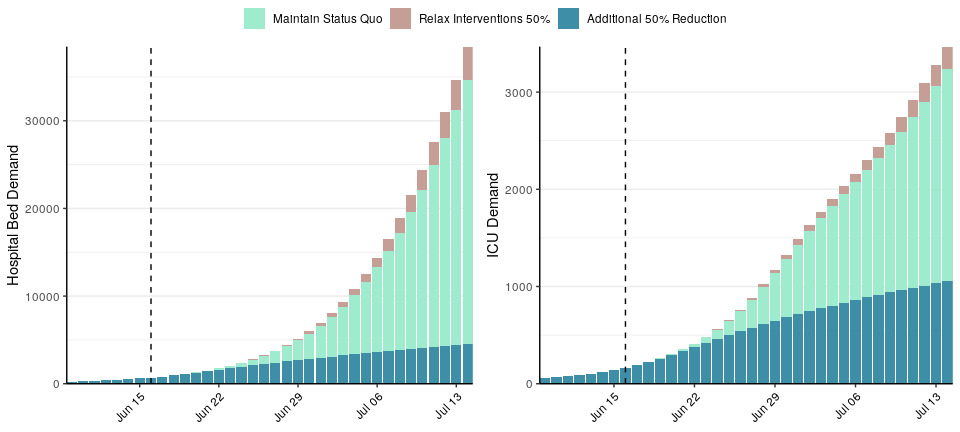 Maintain Status Quo Relax Interventions 50% Additional 50% Reduction
Hospital Bed Demand
30000
20000
10000
0
Jun 15 Jun 22 Jun 29 Jul 06 Jul 13
ICU Demand
3000
2000
1000
0
Jun 15 Jun 22 Jun 29 Jul 06 Jul 13